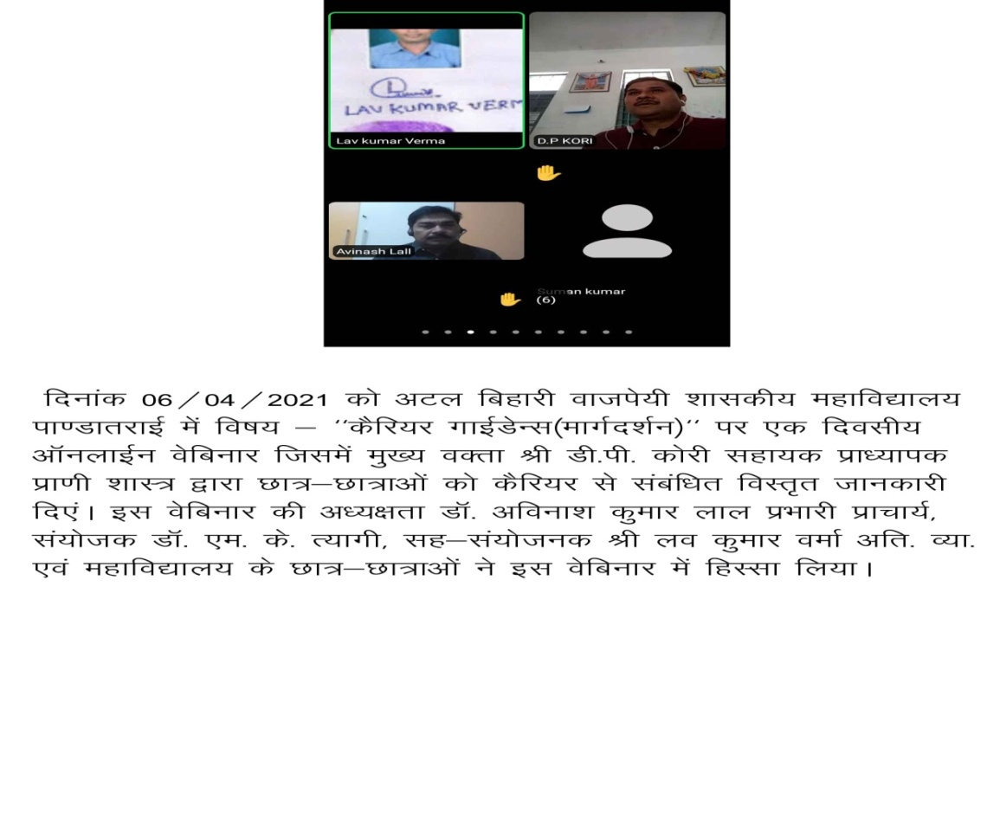 LAV KUMAR VERM
Lav kumar Verma
D.P KORI
Avinash Lall
Suman kumar
(6)
दिनांक 06/04/2021 को अटल बिहारी वाजपेयी शासकीय महाविद्यालय
पाण्डातराई में विषय – ‘‘कैरियर गाईडेन्स(मार्गदर्शन)’’ पर एक दिवसीय
ऑनलाईन वेबिनार जिसमें मुख्य वक्ता श्री डी.पी. कोरी सहायक प्राध्यापक
प्राणी शास्त्र द्वारा छात्र–छात्राओं को कैरियर से संबंधित विस्तृत जानकारी
दिएं। इस वेबिनार की अध्यक्षता डॉ. अविनाश कुमार लाल प्रभारी प्राचार्य,
संयोजक डॉ. एम. के. त्यागी, सह–संयोजनक श्री लव कुमार वर्मा अति. व्या.
एवं महाविद्यालय के छात्र–छात्राओं ने इस वेबिनार में हिस्सा लिया।